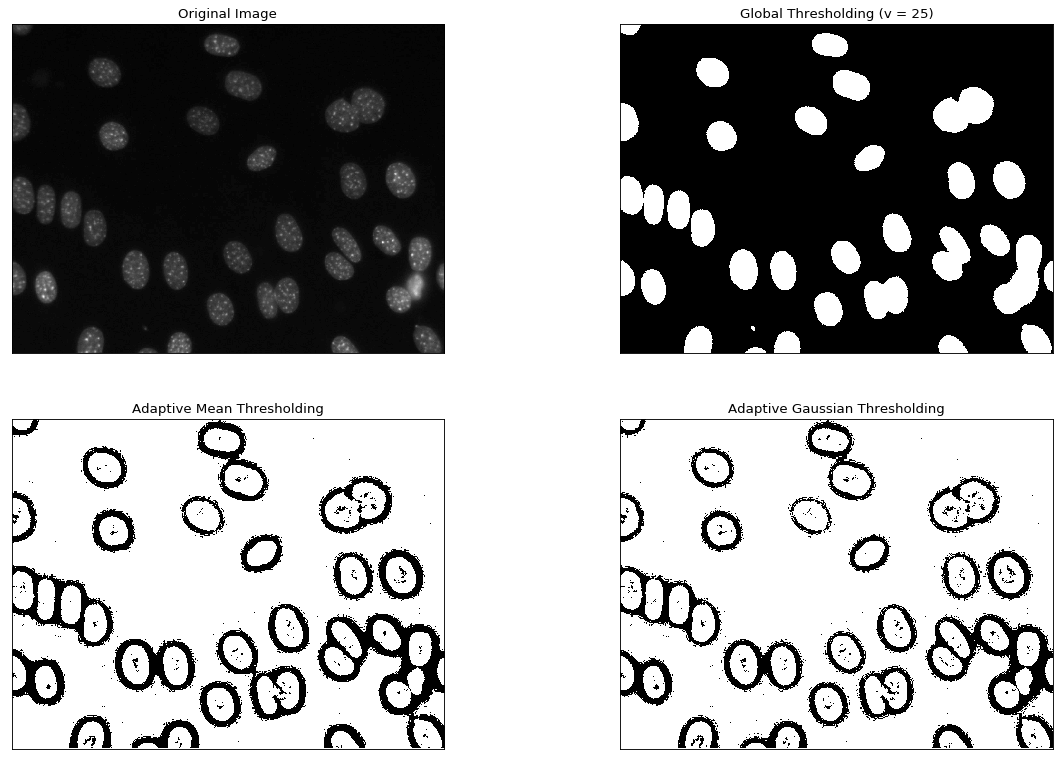 Original Image
Global Thresholding (v = 25)
Adaptive Mean Thresholding
Adaptive Gaussian Thresholding